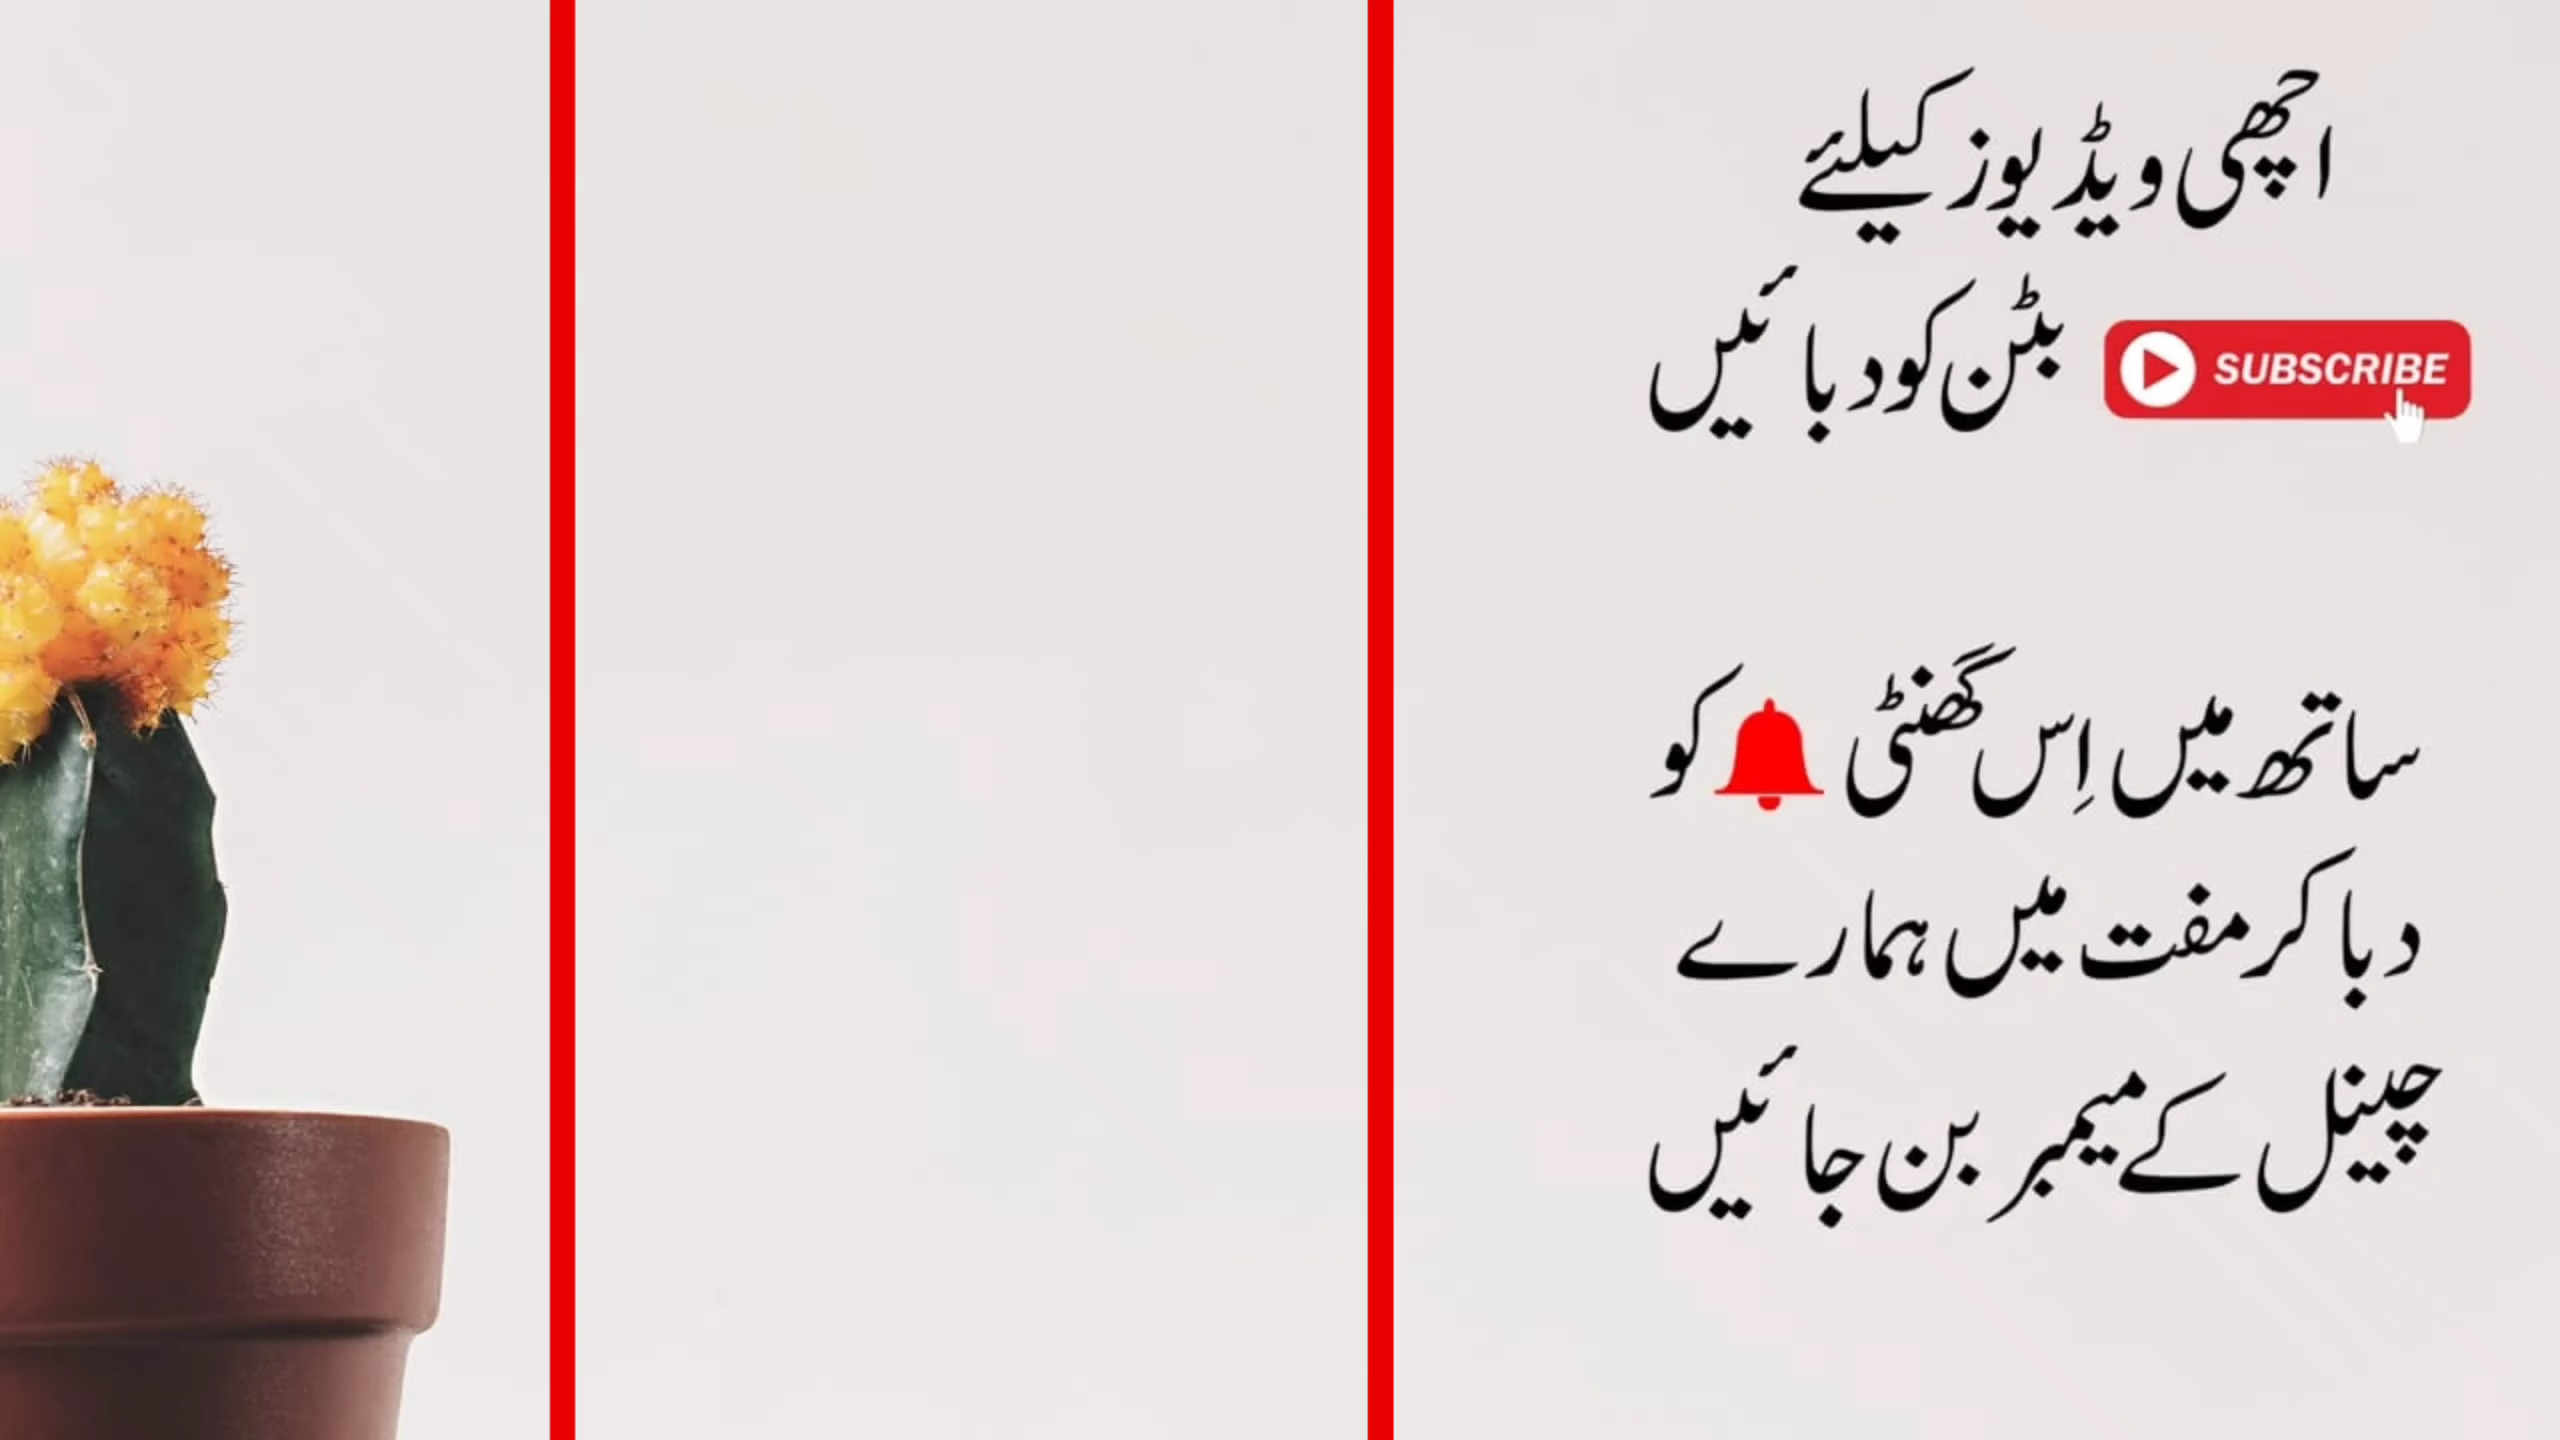 اچھی ویڈیوز کیلئے
SUBSCRIBE بٹن کو دبائیں
ساتھ میں اِس گھنٹی کو
دبا کر مفت میں ہمارے
چینل کے میمبر بن جائیں